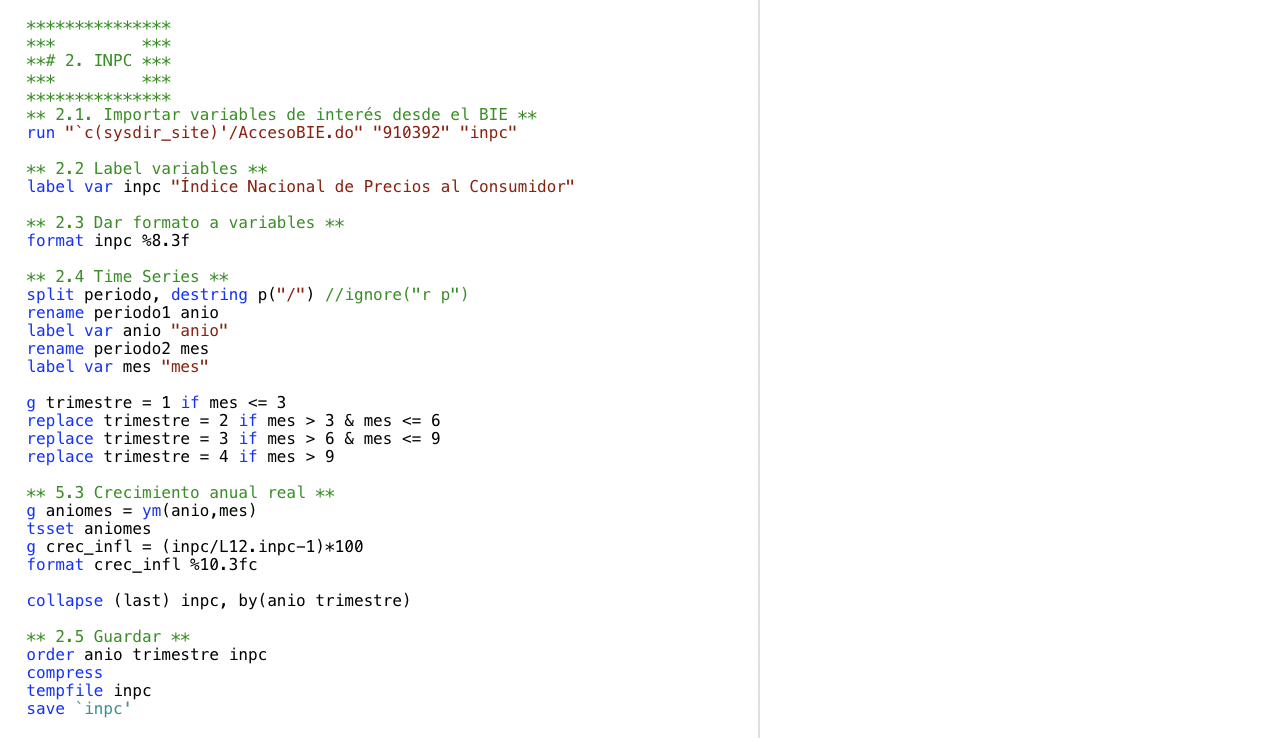 ***************
***         ***
**# 2. INPC ***
***         ***
***************
** 2.1. Importar variables de interés desde el BIE **
run "`c(sysdir_site)'/AccesoBIE.do" "910392" "inpc"
** 2.2 Label variables **
label var inpc "Índice Nacional de Precios al Consumidor"
** 2.3 Dar formato a variables **
format inpc %8.3f
** 2.4 Time Series **
split periodo, destring p("/") //ignore("r p")
rename periodo1 anio
label var anio "anio"
rename periodo2 mes
label var mes "mes"
g trimestre = 1 if mes <= 3
replace trimestre = 2 if mes > 3 & mes <= 6
replace trimestre = 3 if mes > 6 & mes <= 9
replace trimestre = 4 if mes > 9
** 5.3 Crecimiento anual real **
g aniomes = ym(anio,mes)
tsset aniomes
g crec_infl = (inpc/L12.inpc-1)*100
format crec_infl %10.3fc
collapse (last) inpc, by(anio trimestre)
** 2.5 Guardar **
order anio trimestre inpc
compress
tempfile inpc
save `inpc'